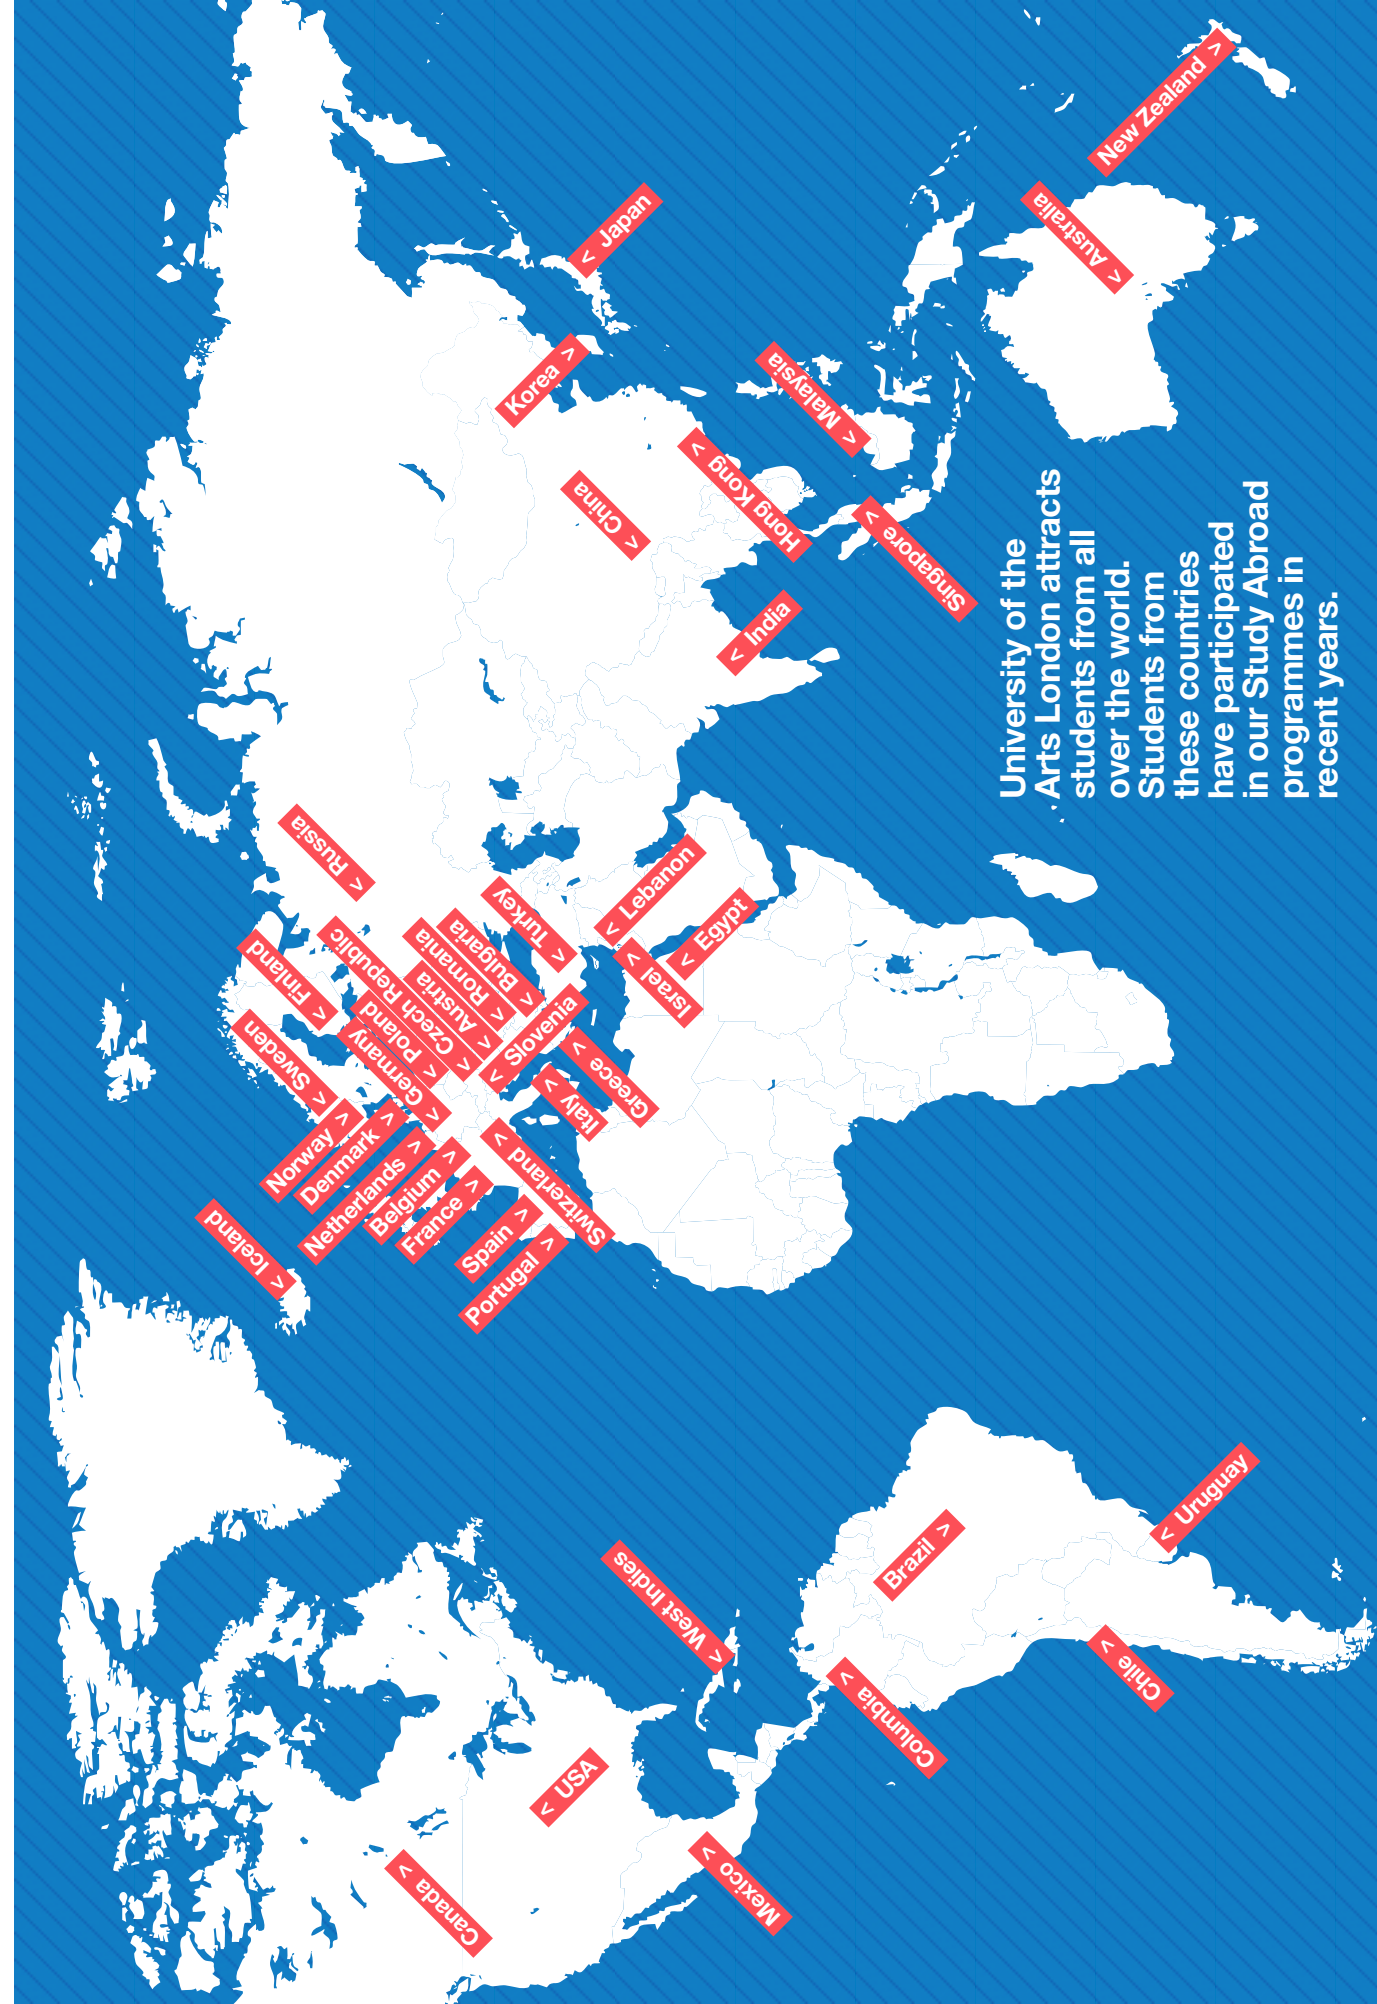 Iceland >
Sweden >
Finland >
Russia >
Norway >
Denmark >
Netherlands >
Belgium >
France >
Spain >
Portugal >
Germany >
Poland >
Czech Republic >
Austria >
Romania >
Bulgaria >
Turkey >
< Slovenia
< Switzerland
< Italy
< Greece
< Lebanon
Israel >
< Egypt
Korea >
< Japan
China >
< Hong Kong
Malaysia >
< Singapore
< India
Australia >
New Zealand >
< Canada
< USA
< Mexico
West Indies >
< Columbia
Brazil >
< Chile
< Uruguay
University of the
Arts London attracts
students from all
over the world.
Students from
these countries
have participated
in our Study Abroad
programmes in
recent years.